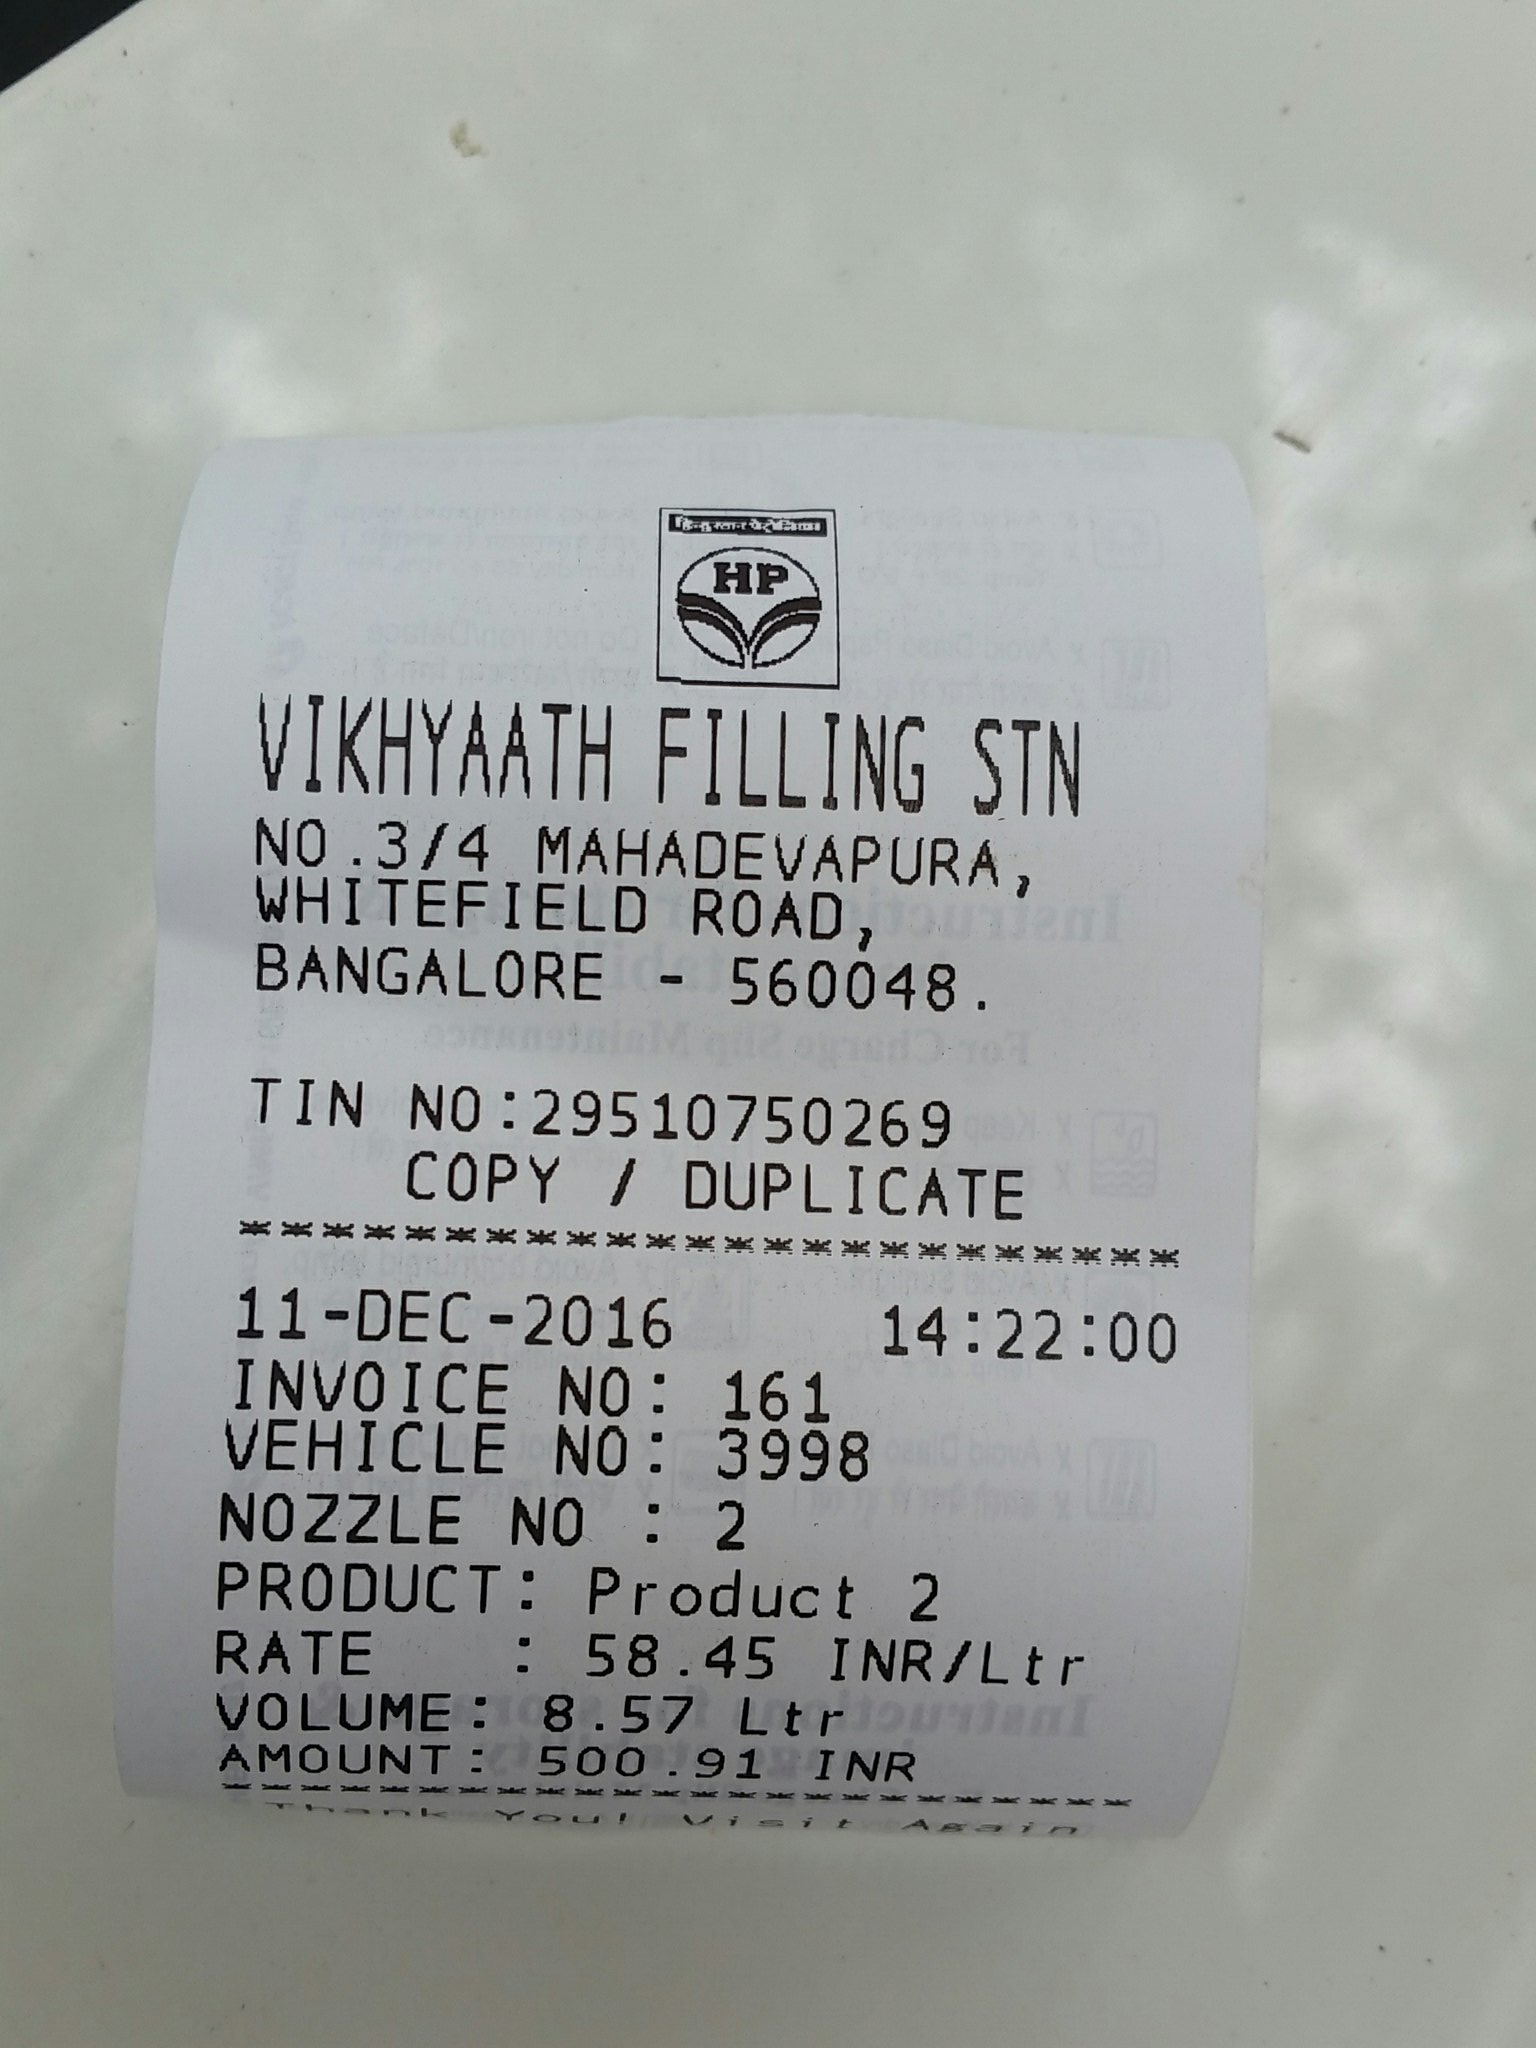 हिन्दुस्तान पेट्रोलियम
HP
VIKHYAATH FILLING STN
NO.3/4 MAHADEVAPURA,
WHITEFIELD ROAD,
BANGALORE - 560048.
TIN NO:29510750269
COPY / DUPLICATE
************************
11-DEC-2016 14:22:00
INVOICE NO: 161
VEHICLE NO: 3998
NOZZLE NO : 2
PRODUCT: Product 2
RATE : 58.45 INR/Ltr
VOLUME: 8.57 Ltr
AMOUNT: 500.91 INR
************************
Thank You! Visit Again